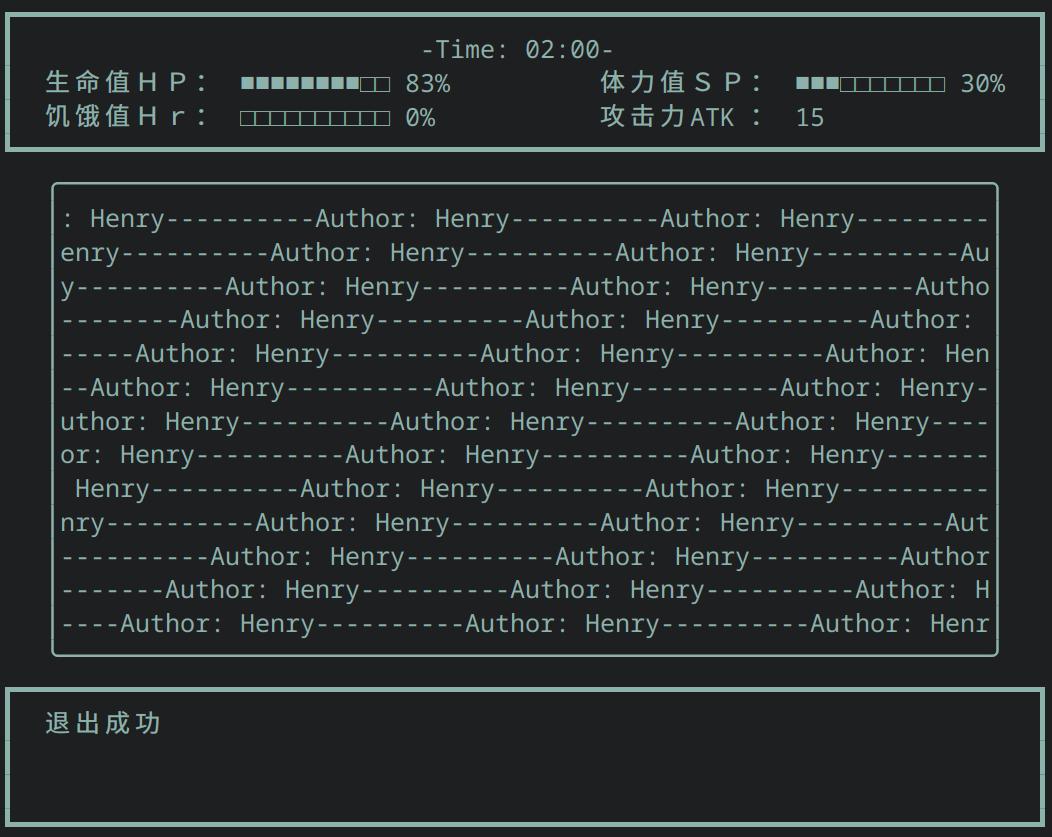 -Time: 02:00-
生命值ＨＰ： ■■■■■■■■□□ 83% 体力值ＳＰ： ■■■□□□□□□□ 30%
饥饿值Ｈｒ： □□□□□□□□□□ 0% 攻击力ATK ： 15
: Henry----------Author: Henry----------Author: Henry---------
enry----------Author: Henry----------Author: Henry----------Au
y----------Author: Henry----------Author: Henry----------Autho
--------Author: Henry----------Author: Henry----------Author:
-----Author: Henry----------Author: Henry----------Author: Hen
--Author: Henry----------Author: Henry----------Author: Henry-
uthor: Henry----------Author: Henry----------Author: Henry----
or: Henry----------Author: Henry----------Author: Henry-------
Henry----------Author: Henry----------Author: Henry----------
nry----------Author: Henry----------Author: Henry----------Aut
----------Author: Henry----------Author: Henry----------Author
-------Author: Henry----------Author: Henry----------Author: H
----Author: Henry----------Author: Henry----------Author: Henr
退出成功